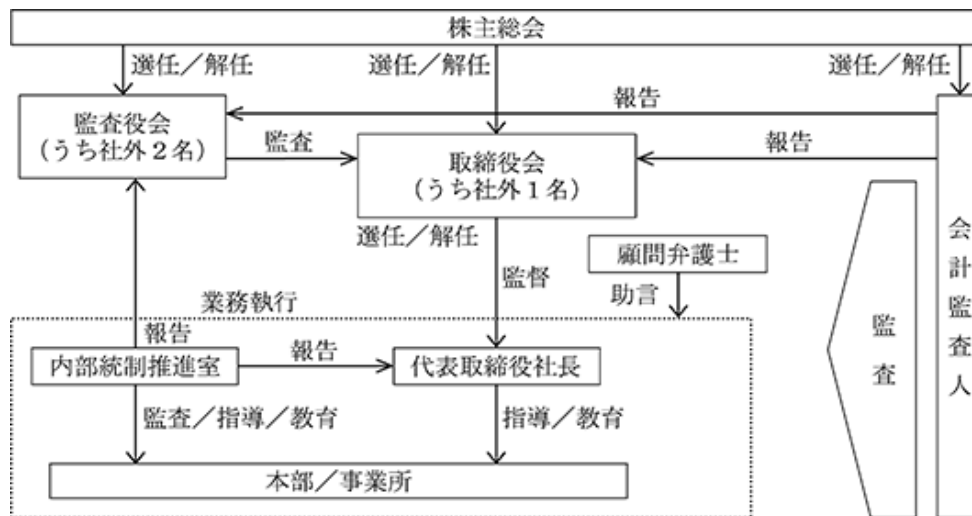 株主総会
選任／解任
選任／解任
選任／解任
報告
監査役会
（うち社外２名）
監査
取締役会
（うち社外１名）
報告
選任／解任
顧問弁護士
助言
監督
業務執行
報告
内部統制推進室
報告
代表取締役社長
監査／指導／教育
指導／教育
本部／事業所
監査
会計監査人